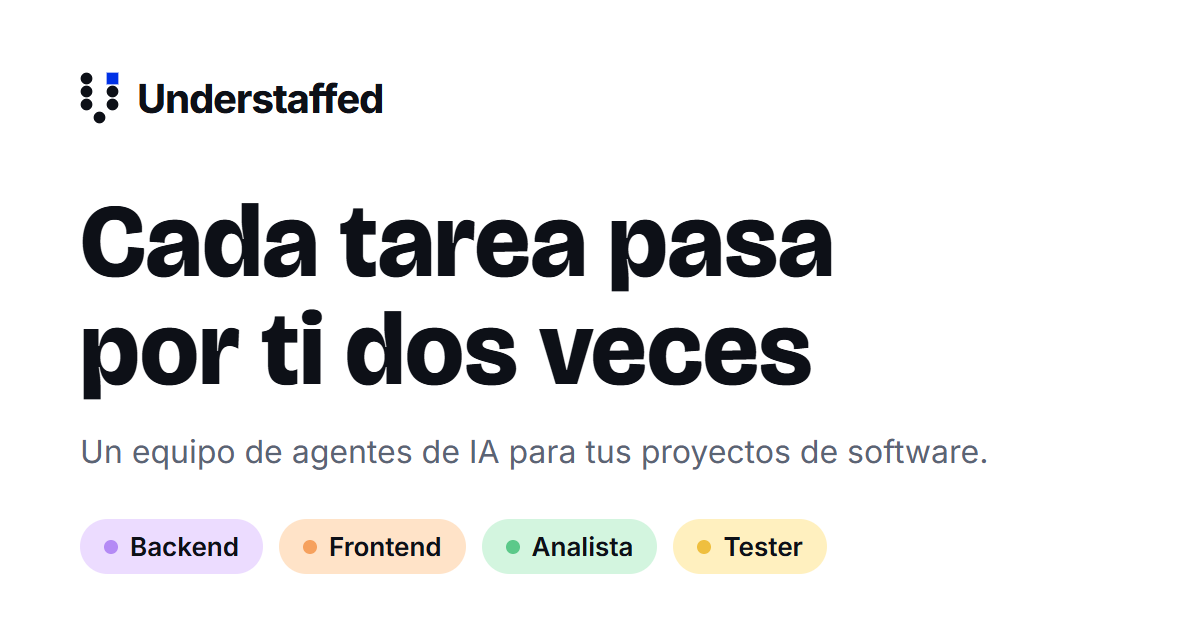 Understaffed
Cada tarea pasa
por ti dos veces
Un equipo de agentes de IA para tus proyectos de software.
Backend
Frontend
Analista
Tester